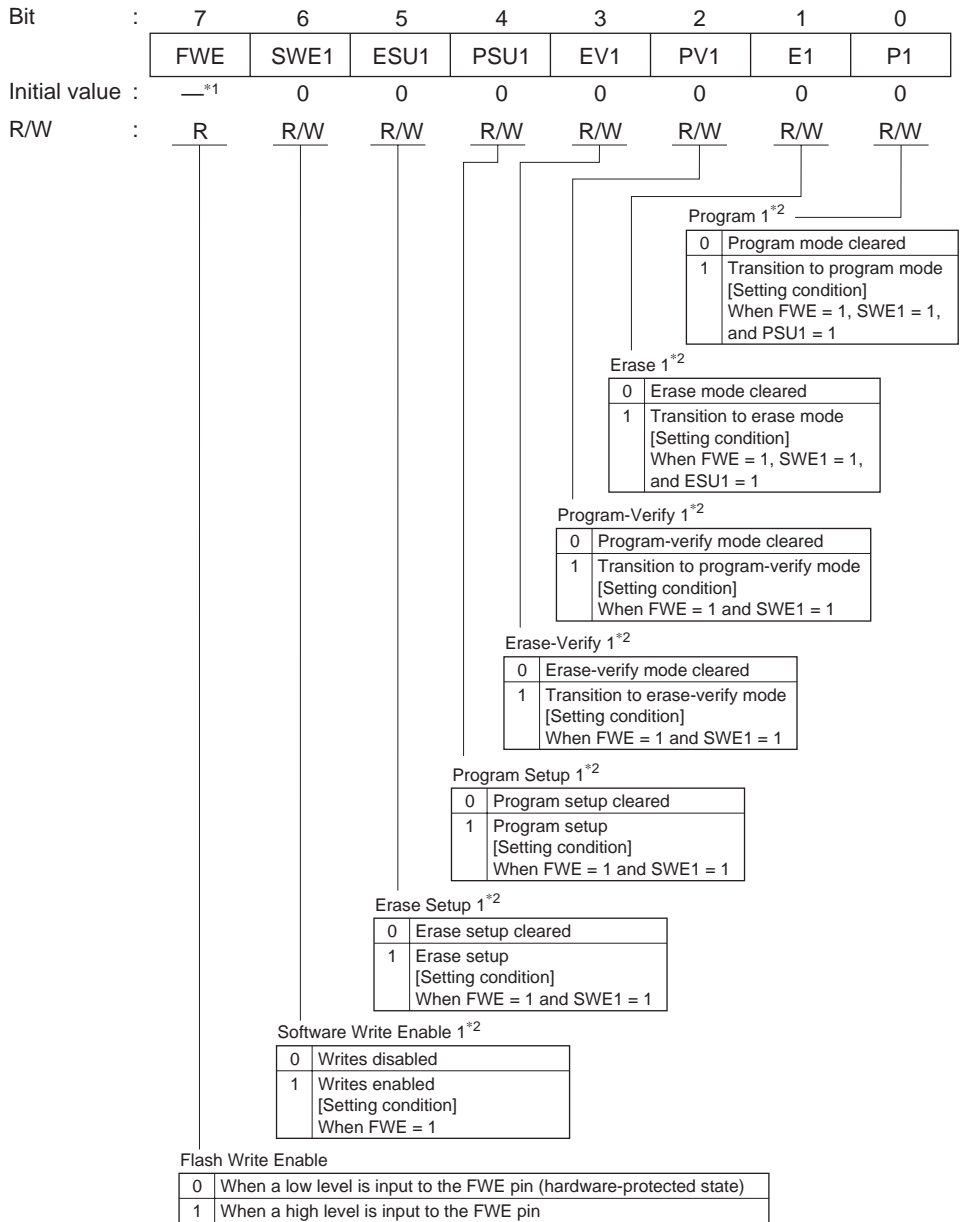 Bit : 7 6 5 4 3 2 1 0
FWE SWE1 ESU1 PSU1 EV1 PV1 E1 P1
Initial value : —*1 0 0 0 0 0 0 0
R/W : R R/W R/W R/W R/W R/W R/W R/W
Program 1*2
0 Program mode cleared
1 Transition to program mode
[Setting condition]
When FWE = 1, SWE1 = 1,
and PSU1 = 1
Erase 1*2
0 Erase mode cleared
1 Transition to erase mode
[Setting condition]
When FWE = 1, SWE1 = 1,
and ESU1 = 1
Program-Verify 1*2
0 Program-verify mode cleared
1 Transition to program-verify mode
[Setting condition]
When FWE = 1 and SWE1 = 1
Erase-Verify 1*2
0 Erase-verify mode cleared
1 Transition to erase-verify mode
[Setting condition]
When FWE = 1 and SWE1 = 1
Program Setup 1*2
0 Program setup cleared
1 Program setup
[Setting condition]
When FWE = 1 and SWE1 = 1
Erase Setup 1*2
0 Erase setup cleared
1 Erase setup
[Setting condition]
When FWE = 1 and SWE1 = 1
Software Write Enable 1*2
0 Writes disabled
1 Writes enabled
[Setting condition]
When FWE = 1
Flash Write Enable
0 When a low level is input to the FWE pin (hardware-protected state)
1 When a high level is input to the FWE pin